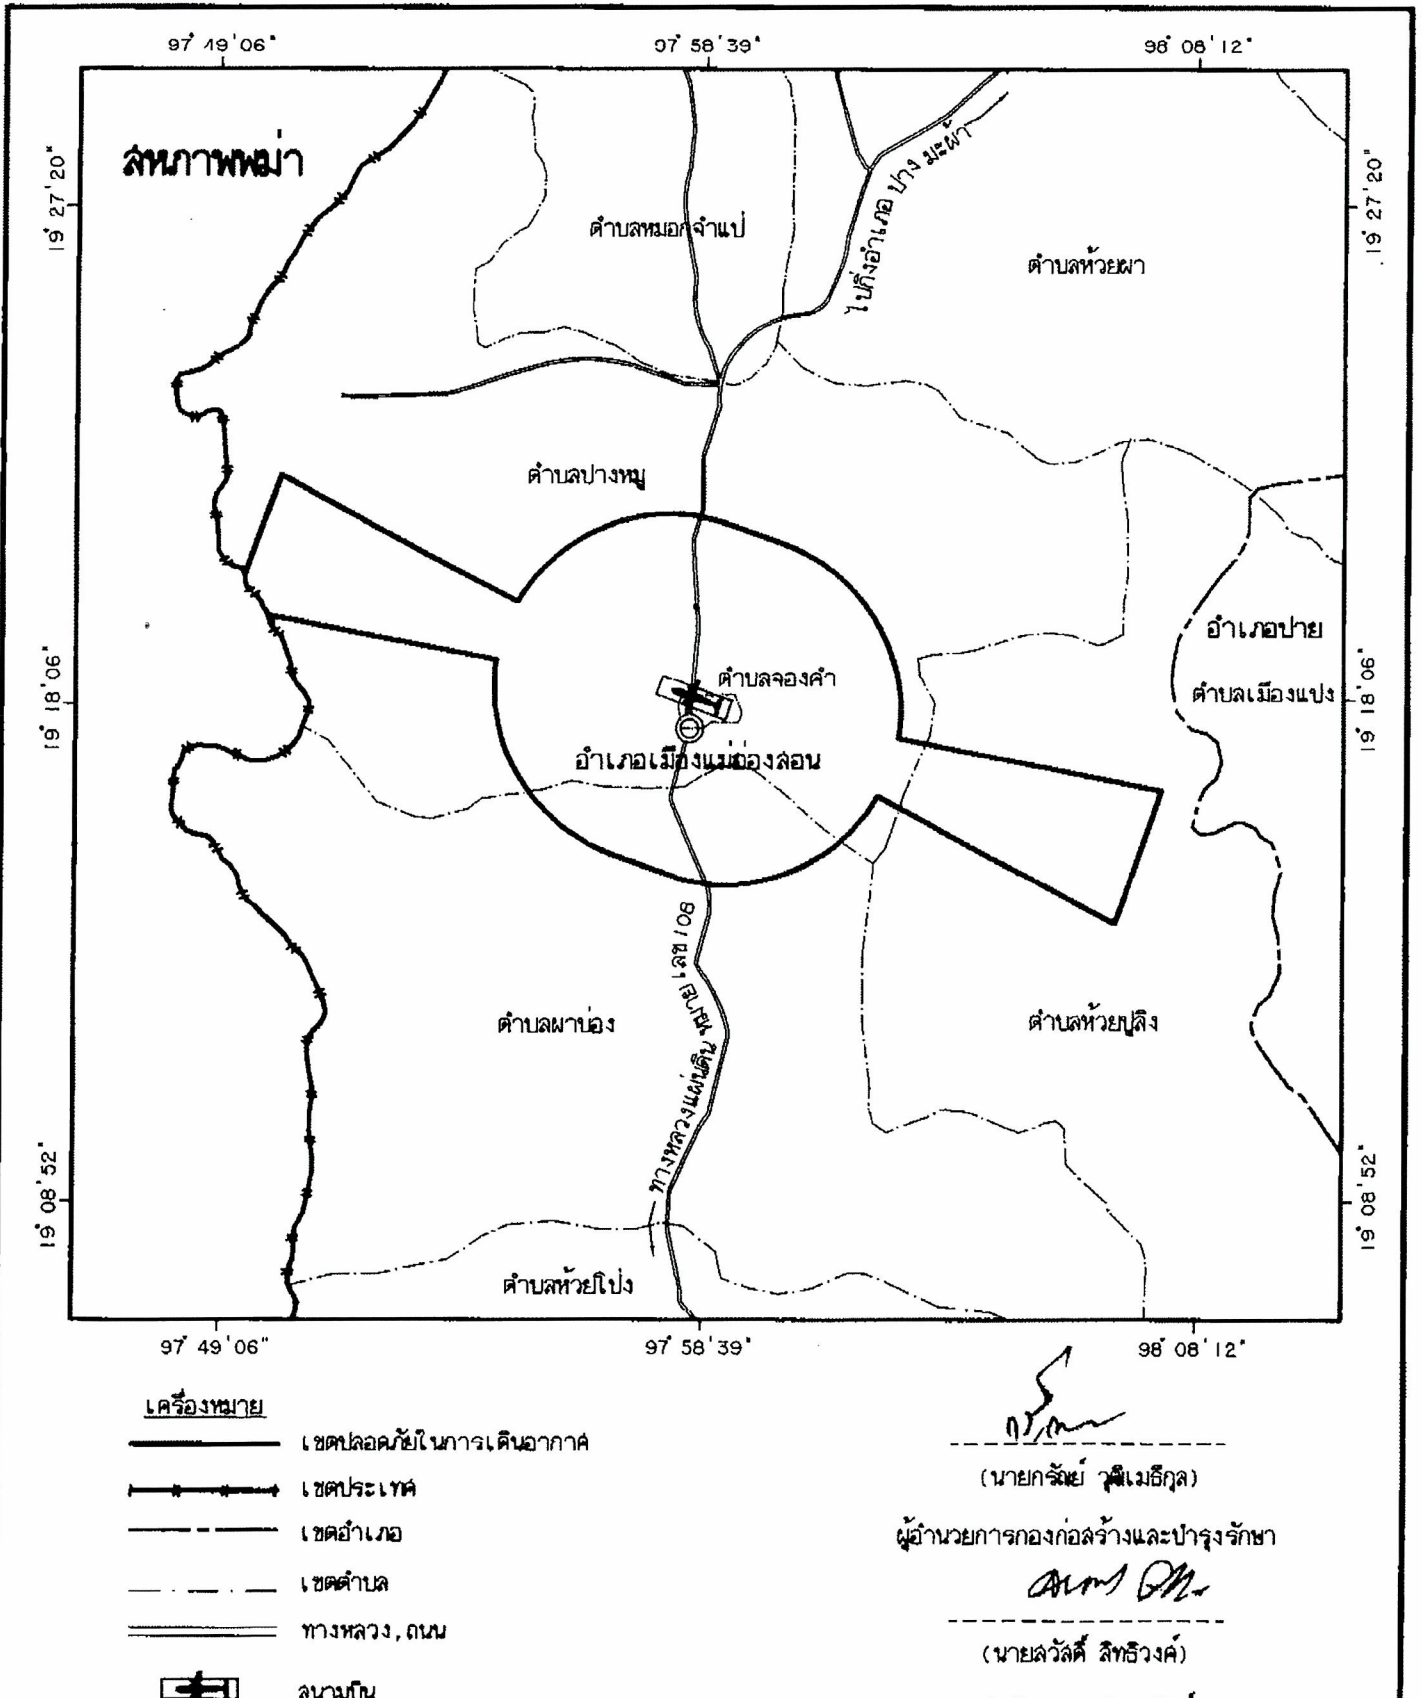 97° 49' 06"
97° 58' 39"
98° 08' 12"
19° 27' 20"
19° 27' 20"
สหภาพพม่า
ไปกิ่งอำเภอ ปาง มะผ้า
ตำบลหมอกจำแป่
ตำบลห้วยผา
ตำบลปางหมู
อำเภอปาย
ตำบลเมืองแปง
19° 18' 06"
19° 18' 06"
ตำบลจองคำ
อำเภอเมืองแม่ฮ่องสอน
ทางหลวงแผ่นดิน หมายเลข 108
ตำบลผาบ่อง
ตำบลห้วยปูลิง
19° 08' 52"
19° 08' 52"
ตำบลห้วยโป่ง
97° 49' 06"
97° 58' 39"
98° 08' 12"
เครื่องหมาย
เขตปลอดภัยในการเดินอากาศ
เขตประเทศ
เขตอำเภอ
เขตตำบล
ทางหลวง, ถนน
สนามบิน
(นายกรัณย์ วุฒิเมธีกุล)
ผู้อำนวยการกองก่อสร้างและบำรุงรักษา
(นายสวัสดิ์ สิทธิวงค์)